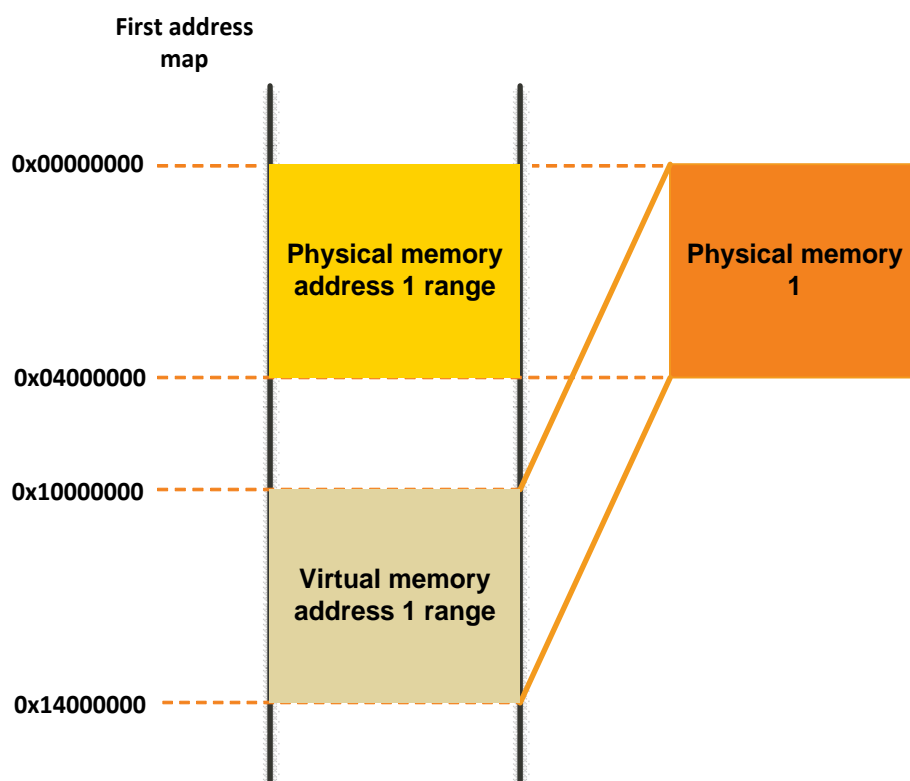 First address
map
0x00000000
Physical memory
address 1 range
Physical memory
1
0x04000000
0x10000000
Virtual memory
address 1 range
0x14000000